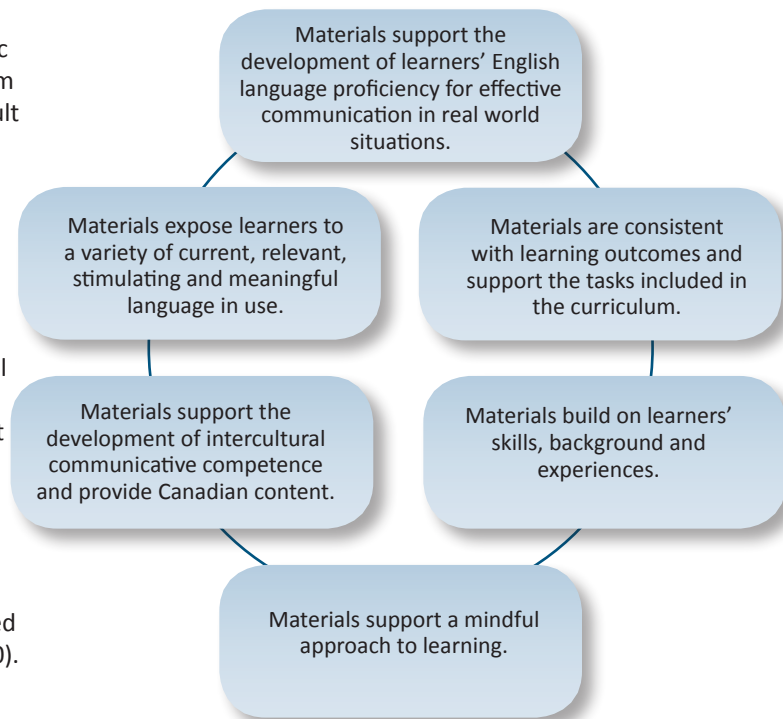 c
m
ult
l
t
ed
0).
Materials support the
development of learners’ English
language proficiency for effective
communication in real world
situations.
Materials expose learners to
a variety of current, relevant,
stimulating and meaningful
language in use.
Materials are consistent
with learning outcomes and
support the tasks included in
the curriculum.
Materials support the
development of intercultural
communicative competence
and provide Canadian content.
Materials build on learners’
skills, background and
experiences.
Materials support a mindful
approach to learning.